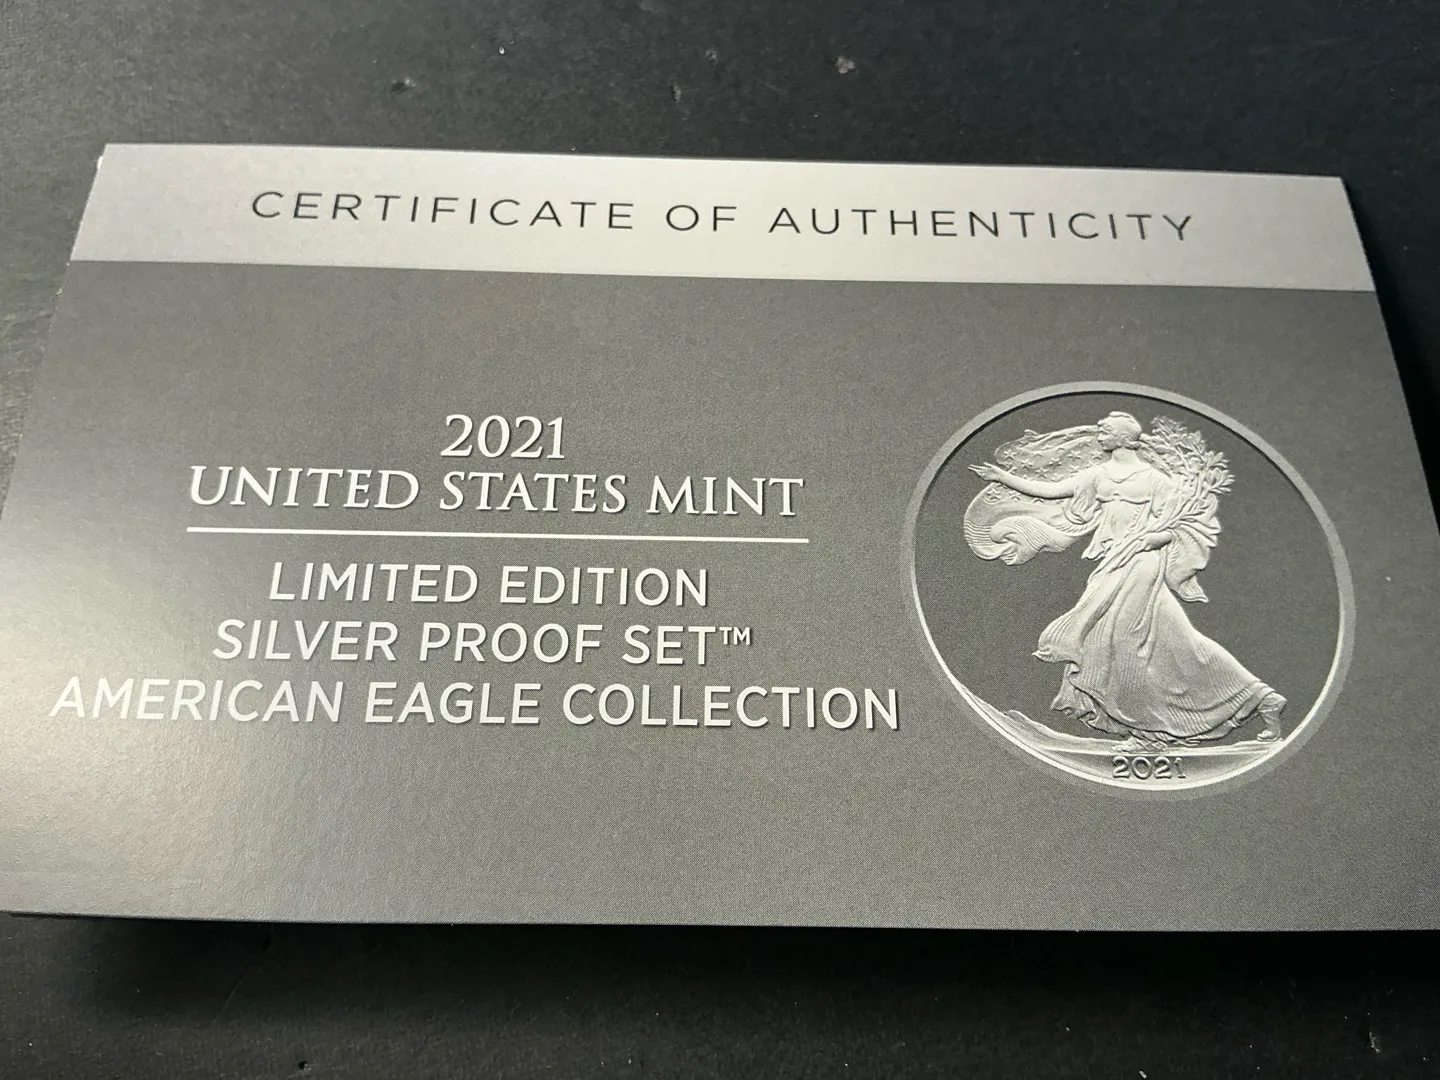 CERTIFICATE OF AUTHENTICITY
2021
UNITED STATES MINT
LIMITED EDITION
SILVER PROOF SET™
AMERICAN EAGLE COLLECTION
2021